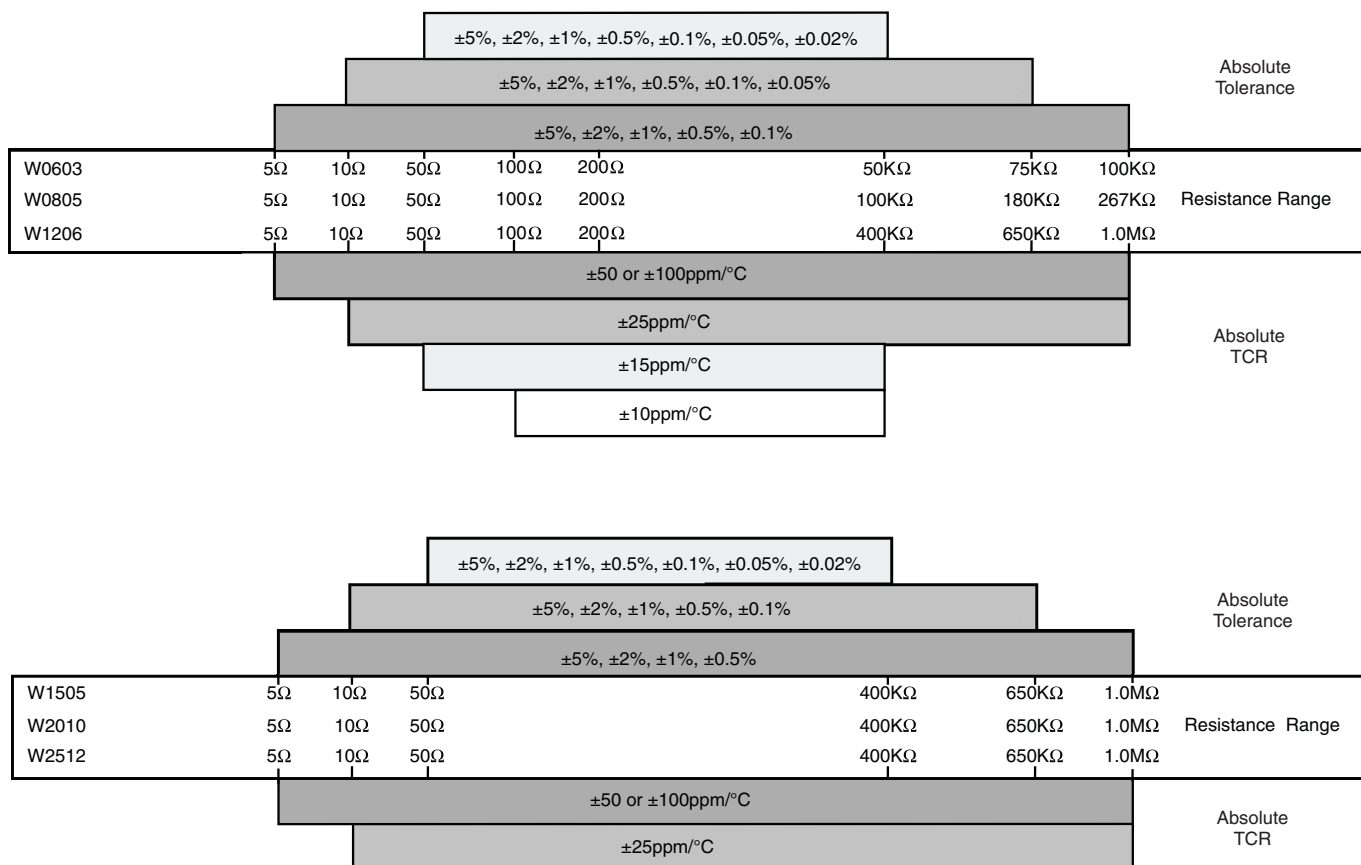 ±5%, ±2%, ±1%, ±0.5%, ±0.1%, ±0.05%, ±0.02%
±5%, ±2%, ±1%, ±0.5%, ±0.1%, ±0.05%
Absolute
Tolerance
±5%, ±2%, ±1%, ±0.5%, ±0.1%
W0603 5Ω 10Ω 50Ω 100Ω 200Ω 50KΩ 75KΩ 100KΩ
W0805 5Ω 10Ω 50Ω 100Ω 200Ω 100KΩ 180KΩ 267KΩ Resistance Range
W1206 5Ω 10Ω 50Ω 100Ω 200Ω 400KΩ 650KΩ 1.0MΩ
±50 or ±100ppm/°C
±25ppm/°C
Absolute
TCR
±15ppm/°C
±10ppm/°C
±5%, ±2%, ±1%, ±0.5%, ±0.1%, ±0.05%, ±0.02%
±5%, ±2%, ±1%, ±0.5%, ±0.1%
Absolute
Tolerance
±5%, ±2%, ±1%, ±0.5%
W1505 5Ω 10Ω 50Ω 400KΩ 650KΩ 1.0MΩ
W2010 5Ω 10Ω 50Ω 400KΩ 650KΩ 1.0MΩ Resistance Range
W2512 5Ω 10Ω 50Ω 400KΩ 650KΩ 1.0MΩ
±50 or ±100ppm/°C
Absolute
TCR
±25ppm/°C